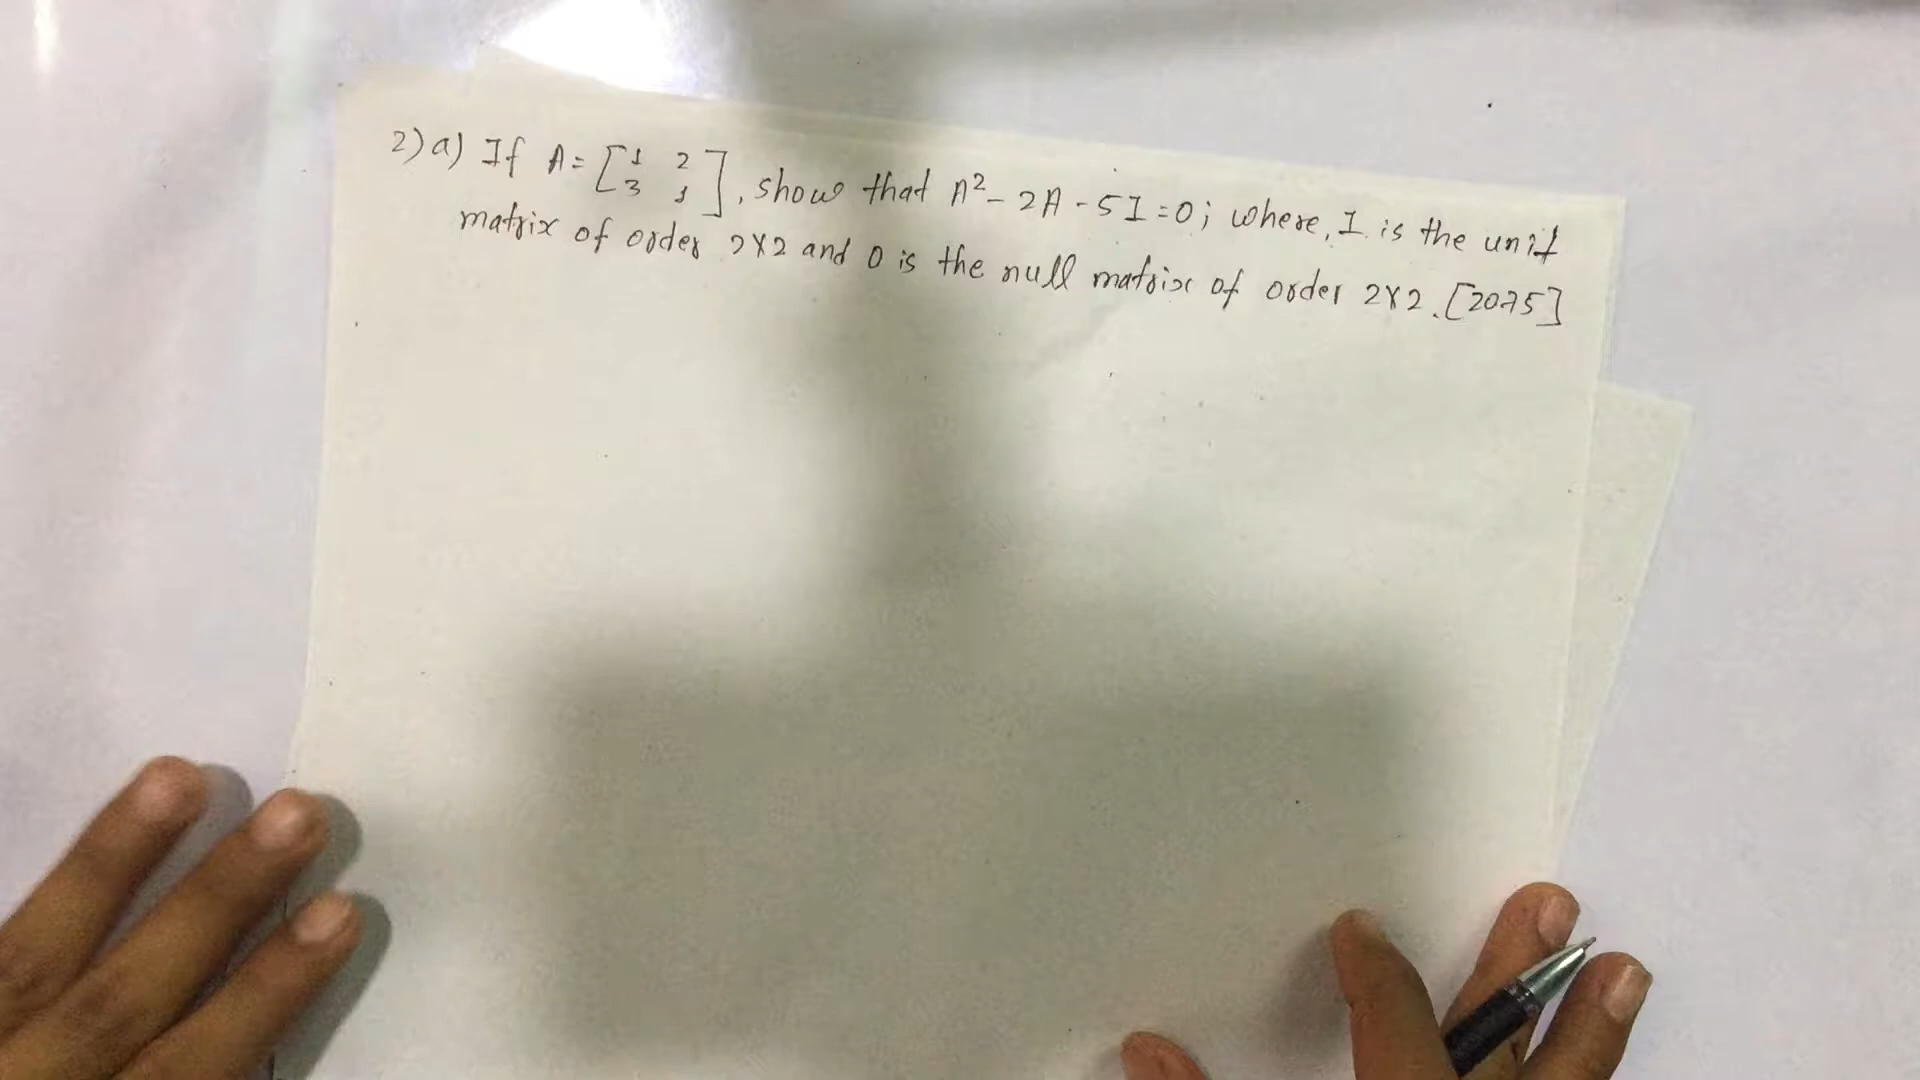 2) a) If A = [1 2 3 1], show that A² - 2A - 5I = 0; where, I is the unit
matrix of order 2×2 and 0 is the null matrix of order 2×2. [2075]